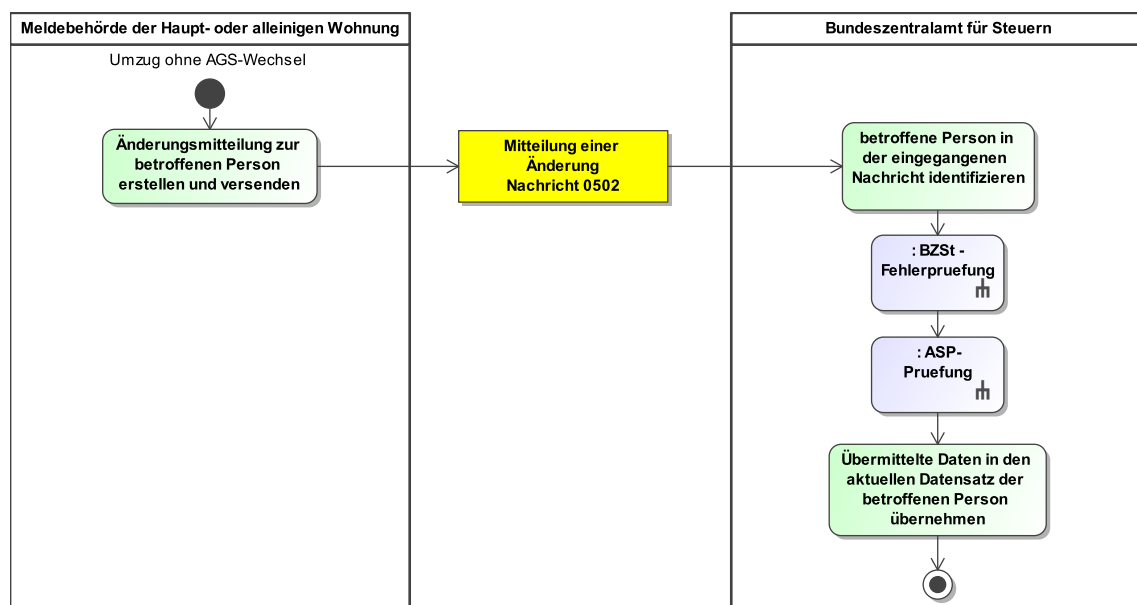 Meldebehörde der Haupt- oder alleinigen Wohnung
Umzug ohne AGS-Wechsel
Änderungsmitteilung zur
betroffenen Person
erstellen und versenden
Mitteilung einer
Änderung
Nachricht 0502
Bundeszentralamt für Steuern
betroffene Person in
der eingegangenen
Nachricht identifizieren
: BZSt -
Fehlerpruefung
: ASP-
Pruefung
Übermittelte Daten in den
aktuellen Datensatz der
betroffenen Person
übernehmen